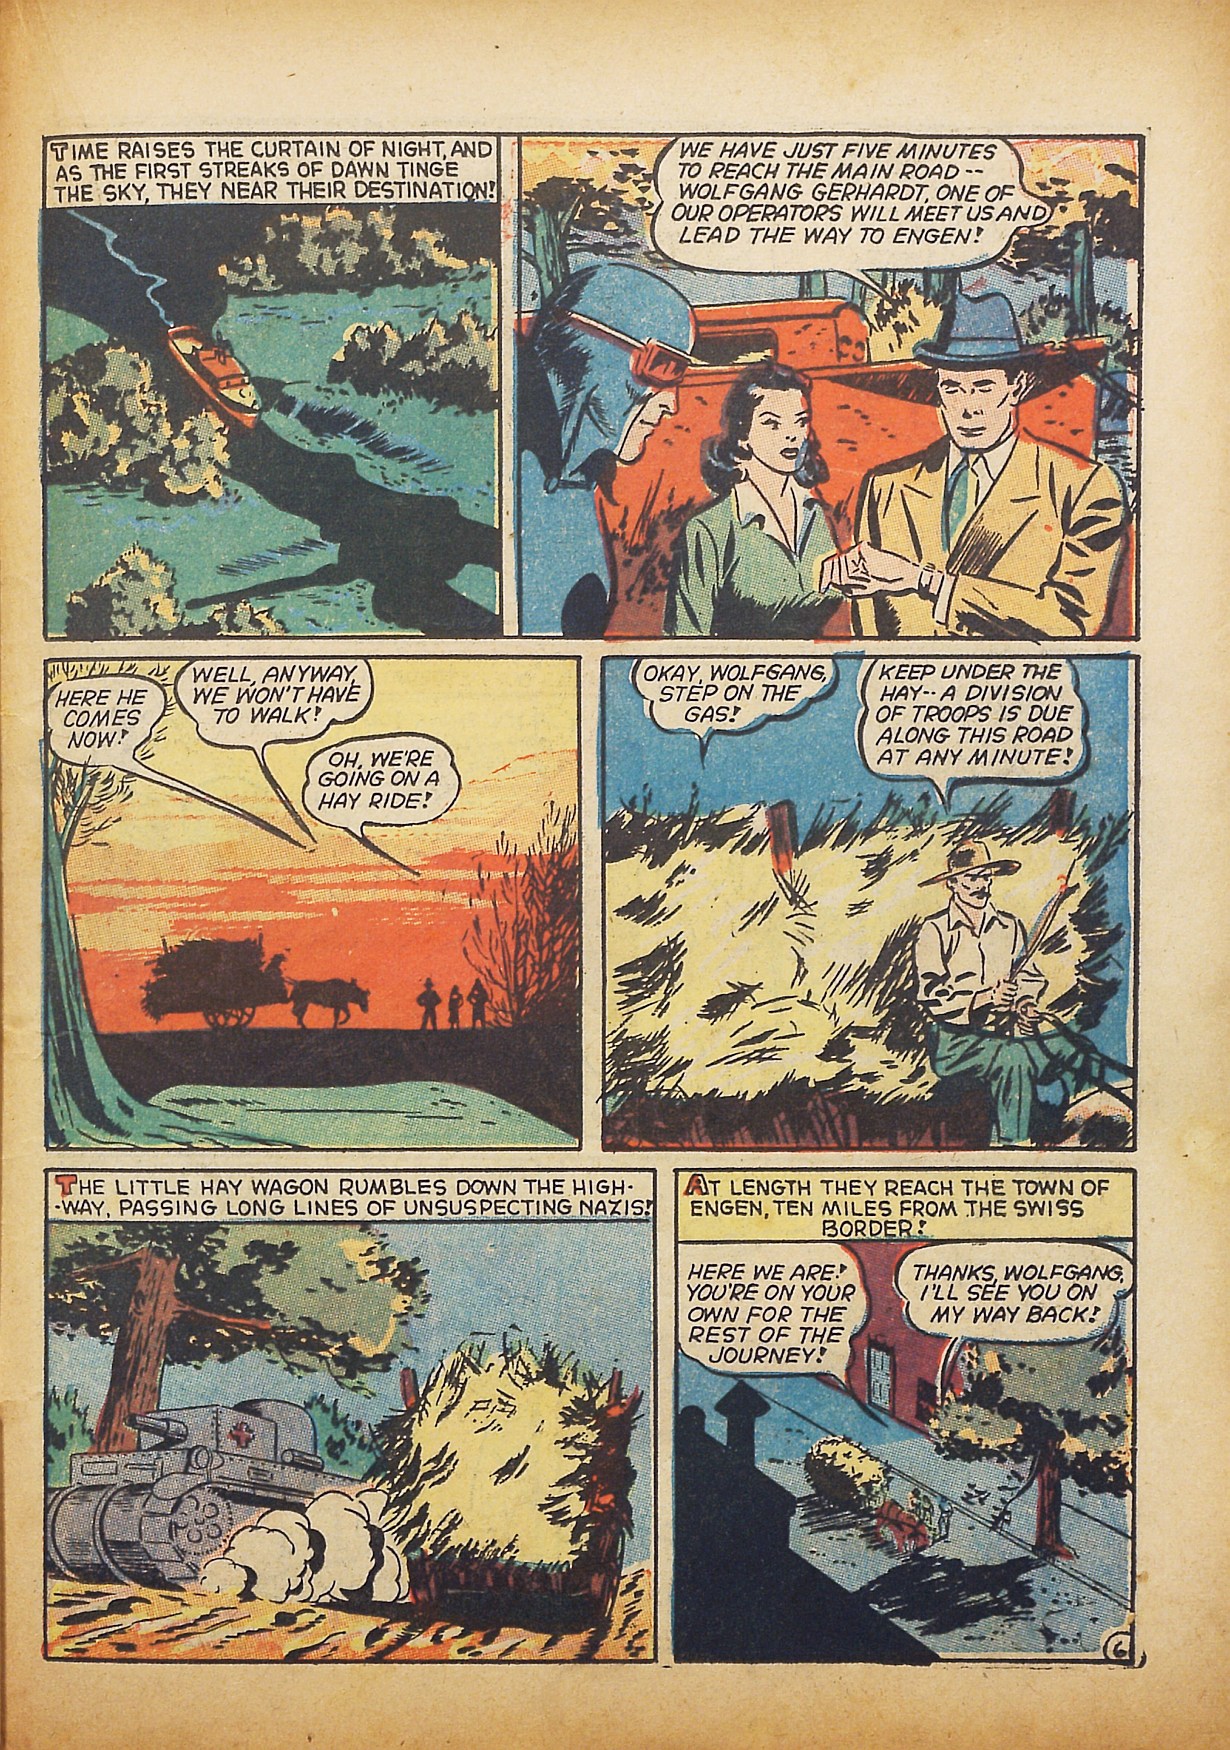 TIME RAISES THE CURTAIN OF NIGHT, AND
AS THE FIRST STREAKS OF DAWN TINGE
THE SKY, THEY NEAR THEIR DESTINATION!
WE HAVE JUST FIVE MINUTES
TO REACH THE MAIN ROAD--
WOLFGANG GERHARDT, ONE OF
OUR OPERATORS WILL MEET US AND
LEAD THE WAY TO ENGEN!
HERE HE
COMES
NOW!
WELL, ANYWAY,
WE WON'T HAVE
TO WALK!
OH, WE'RE
GOING ON A
HAY RIDE!
OKAY, WOLFGANG,
STEP ON THE
GAS!
KEEP UNDER THE
HAY-- A DIVISION
OF TROOPS IS DUE
ALONG THIS ROAD
AT ANY MINUTE!
THE LITTLE HAY WAGON RUMBLES DOWN THE HIGH-
-WAY, PASSING LONG LINES OF UNSUSPECTING NAZIS!
AT LENGTH THEY REACH THE TOWN OF
ENGEN, TEN MILES FROM THE SWISS
BORDER!
HERE WE ARE!
YOU'RE ON YOUR
OWN FOR THE
REST OF THE
JOURNEY!
THANKS, WOLFGANG,
I'LL SEE YOU ON
MY WAY BACK!
6